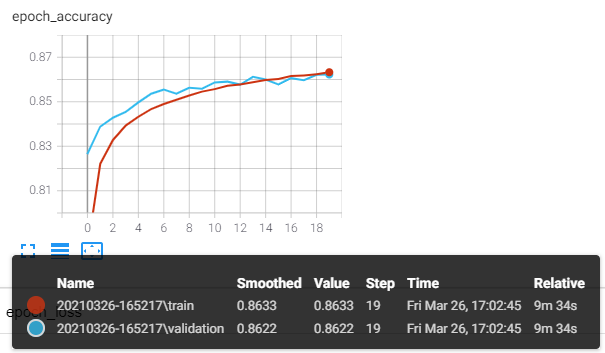 epoch_accuracy
0.87
0.85
0.83
0.81
0 2 4 6 8 10 12 14 16 18
Name Smoothed Value Step Time Relative
epoch_loss
20210326-165217\train 0.8633 0.8633 19 Fri Mar 26, 17:02:45 9m 34s
20210326-165217\validation 0.8622 0.8622 19 Fri Mar 26, 17:02:45 9m 34s